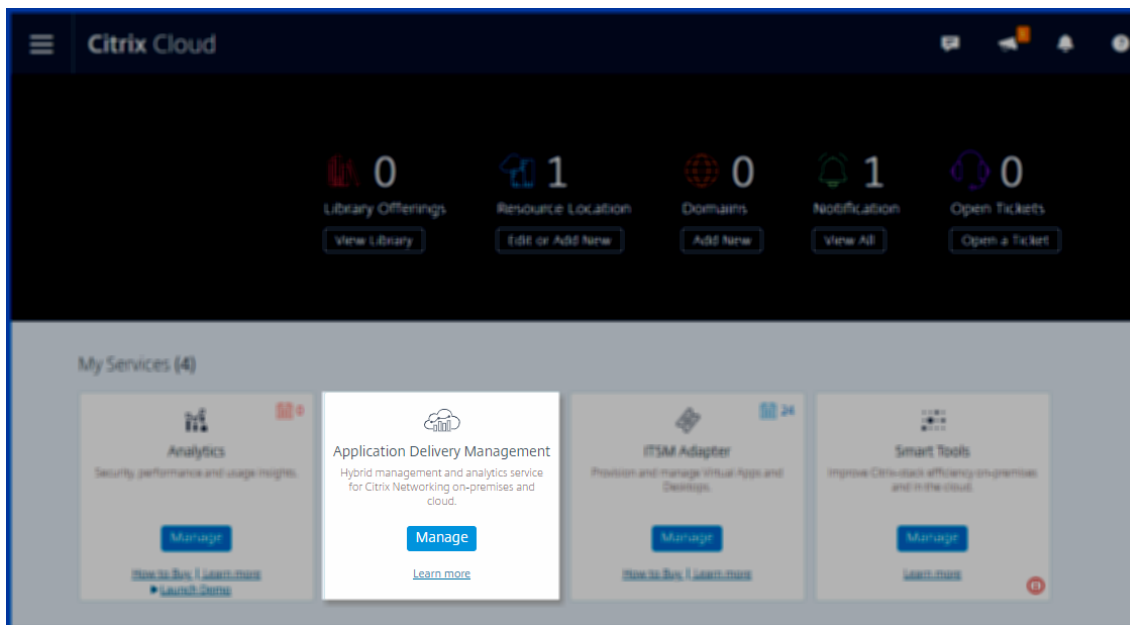 Citrix Cloud
0
1
0
1
0
Library Offerings
Resource Location
Domains
Notification
Open Tickets
View Library
Edit or Add New
Add New
View All
Open a Ticket
My Services (4)
0
Analytics
Security, performance and usage insights.
Manage
How to Buy | Learn more
Launch Demo
Application Delivery Management
Hybrid management and analytics service
for Citrix Networking on-premises and
cloud.
Manage
Learn more
24
ITSM Adapter
Provision and manage Virtual Apps and
Desktops.
Manage
How to Buy | Learn more
Smart Tools
Improve Citrix-stack efficiency on-premises
and in the cloud.
Manage
Learn more